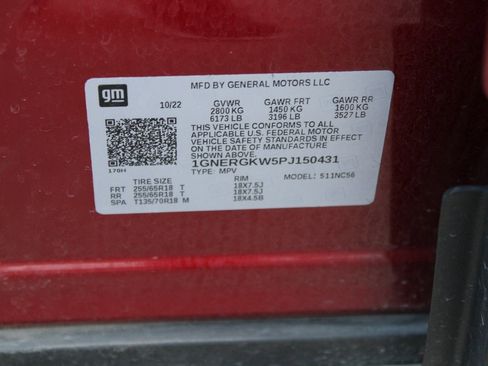 MFD BY GENERAL MOTORS LLC
gm
10/22 GVWR GAWR FRT GAWR RR
2800 KG 1450 KG 1600 KG
6173 LB 3196 LB 3527 LB
THIS VEHICLE CONFORMS TO ALL
APPLICABLE U.S. FEDERAL MOTOR
VEHICLE SAFETY STANDARDS IN EFFECT
ON THE DATE OF MANUFACTURE
SHOWN ABOVE.
170H
1GNERGKW5PJ150431
TYPE: MPV MODEL: 511NC56
TIRE SIZE RIM
FRT 255/65R18 T 18X7.5J
RR 255/65R18 T 18X7.5J
SPA T135/70R18 M 18X4.5B